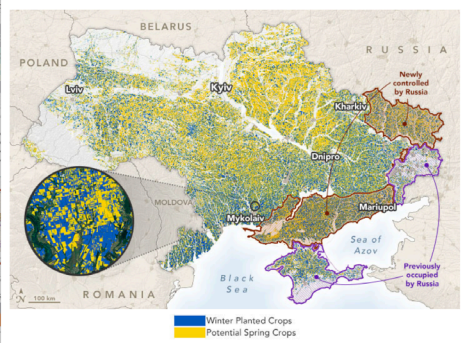 BELARUS
RUSSIA
POLAND
Newly
controlled
by Russia
Lviv
Kyiv
Kharkiv
Dnipro
MOLDOVA
Mykolaiv
Mariupol
Sea of
Azov
Black
Sea
Previously
occupied
by Russia
ROMANIA
N
100 km
Winter Planted Crops
Potential Spring Crops